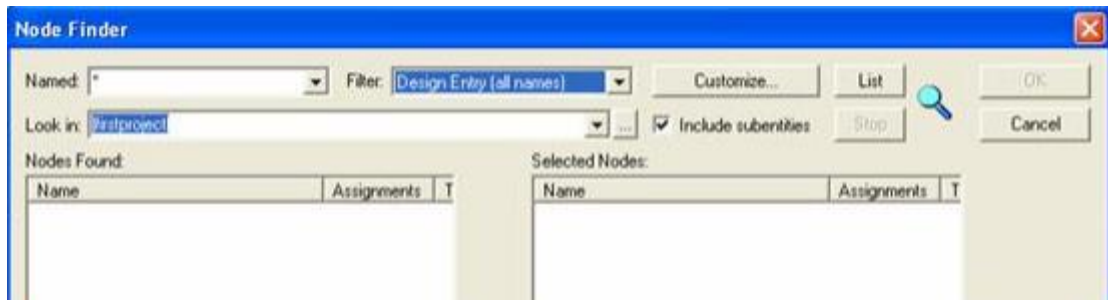 Node Finder
Named: * Filter: Design Entry (all names) Customize... List OK
Look in: firstproject ... Include subentities Stop Cancel
Nodes Found: Selected Nodes:
Name Assignments T Name Assignments T